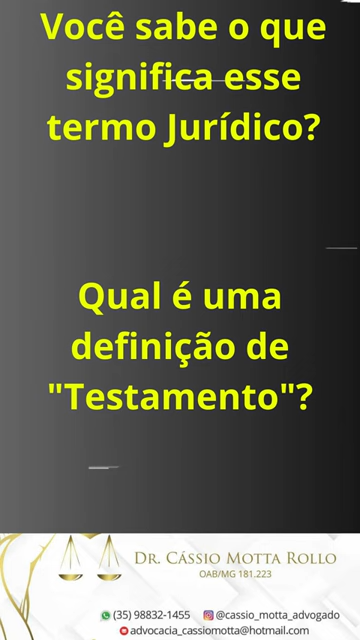 Você sabe o que
significa esse
termo Jurídico?
Qual é uma
definição de
"Testamento"?
DR. CÁSSIO MOTTA ROLLO
OAB/MG 181.223
(35) 98832-1455 @cassio_motta_advogado
advocacia_cassiomotta@hotmail.com